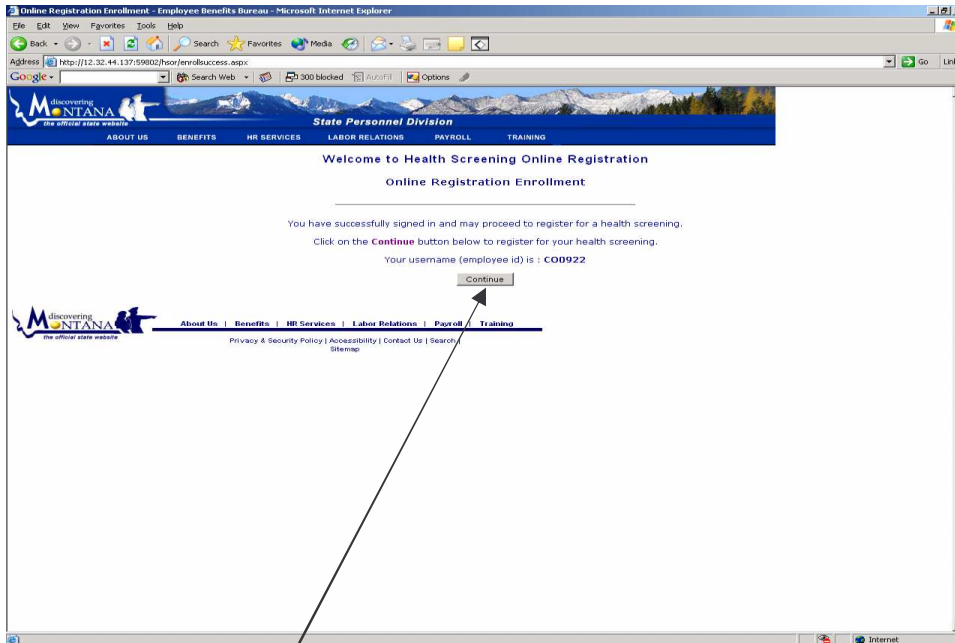 Online Registration Enrollment - Employee Benefits Bureau - Microsoft Internet Explorer
File Edit View Favorites Tools Help
Back Search Favorites Media
Address http://12.32.44.137:59802/hsor/enrollsuccess.aspx Go Lin
Google Search Web 300 blocked AutoFill Options
discovering
MONTANA
the official state website
State Personnel Division
ABOUT US BENEFITS HR SERVICES LABOR RELATIONS PAYROLL TRAINING
Welcome to Health Screening Online Registration
Online Registration Enrollment
You have successfully signed in and may proceed to register for a health screening.
Click on the Continue button below to register for your health screening.
Your username (employee id) is : CO0922
Continue
discovering
MONTANA
the official state website
About Us | Benefits | HR Services | Labor Relations | Payroll | Training
Privacy & Security Policy | Accessibility | Contact Us | Search |
Sitemap
Internet